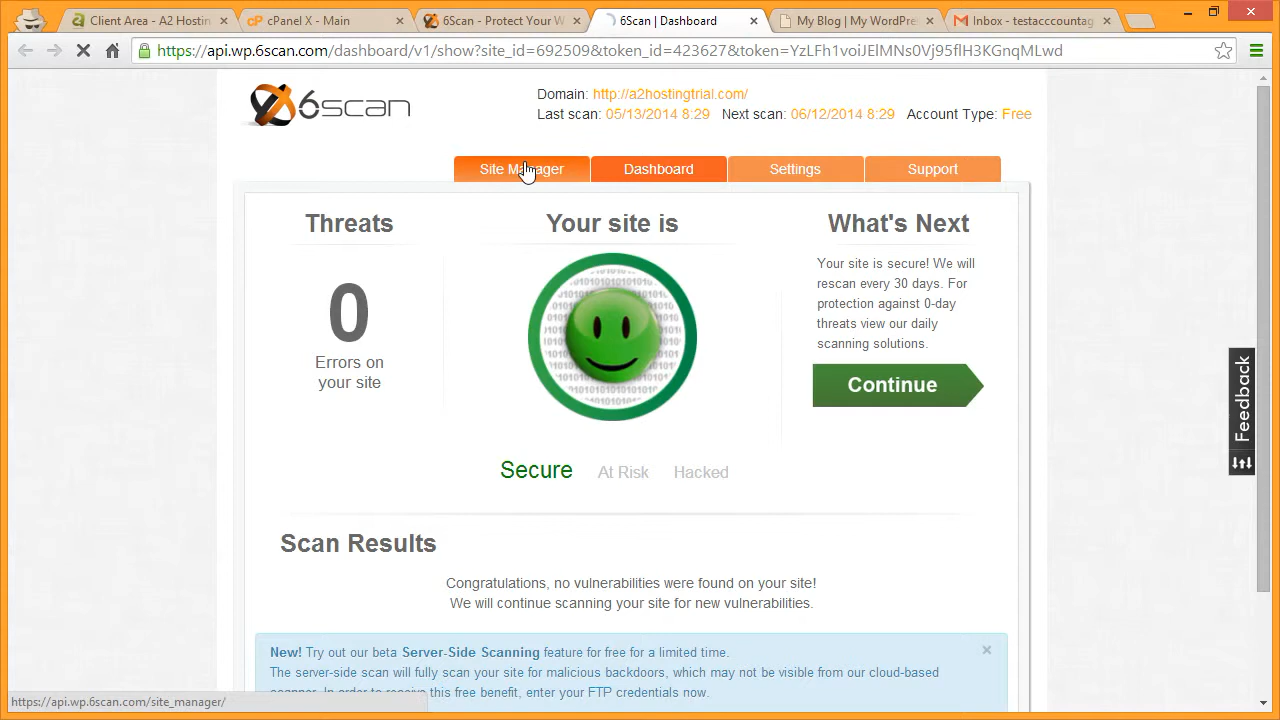 Client Area - A2 Hostin
cPanel X - Main
6Scan - Protect Your W
6Scan | Dashboard
My Blog | My WordPre
Inbox - testacccountag
https://api.wp.6scan.com/dashboard/v1/show?site_id=692509&token_id=423627&token=YzLFh1voiJElMNs0Vj95flH3KGnqMLwd
6scan
Domain: http://a2hostingtrial.com/
Last scan: 05/13/2014 8:29 Next scan: 06/12/2014 8:29 Account Type: Free
Site Manager
Dashboard
Settings
Support
Threats
0
Errors on
your site
Your site is
Secure
At Risk
Hacked
What's Next
Your site is secure! We will
rescan every 30 days. For
protection against 0-day
threats view our daily
scanning solutions.
Continue
Feedback
Scan Results
Congratulations, no vulnerabilities were found on your site!
We will continue scanning your site for new vulnerabilities.
New! Try out our beta Server-Side Scanning feature for free for a limited time.
The server-side scan will fully scan your site for malicious backdoors, which may not be visible from our cloud-based
scanner. In order to receive this free benefit, enter your FTP credentials now.
https://api.wp.6scan.com/site_manager/